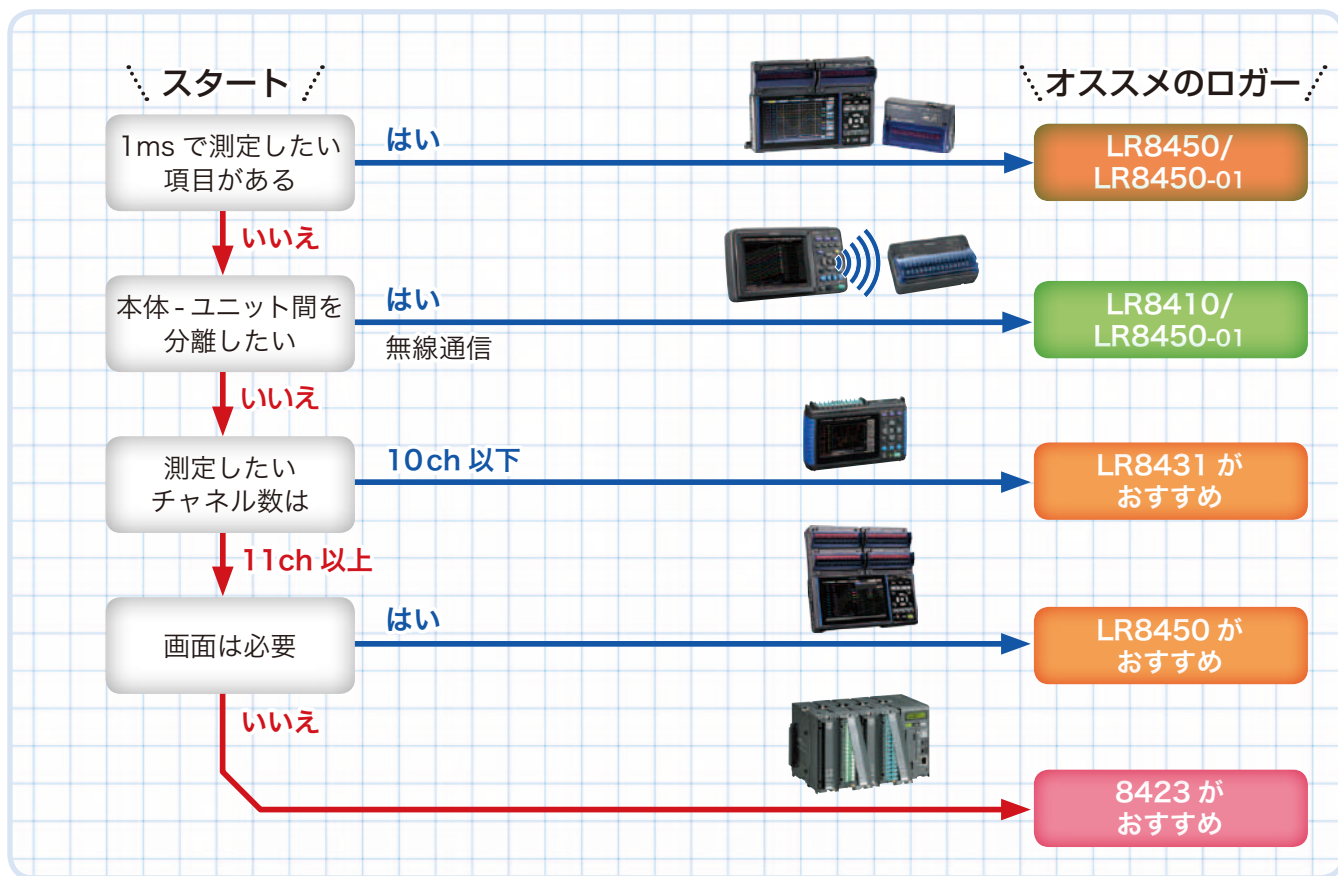 スタート
オススメのロガー
1ms で測定したい
項目がある
はい
LR8450/
LR8450-01
いいえ
本体 - ユニット間を
分離したい
はい
無線通信
LR8410/
LR8450-01
いいえ
測定したい
チャネル数は
10ch 以下
LR8431 が
おすすめ
11ch 以上
画面は必要
はい
LR8450 が
おすすめ
いいえ
8423 が
おすすめ